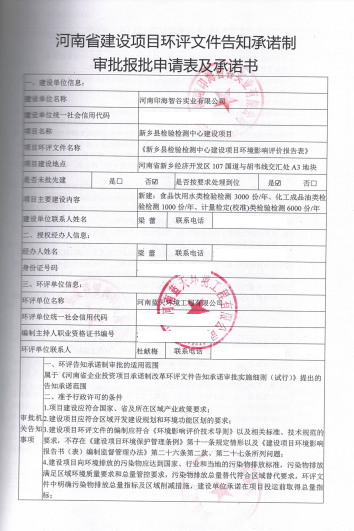 河南省建设项目环评文件告知承诺制
审批报批申请表及承诺书
一、建设单位信息：
建设单位名称 河南印海智谷实业有限公司
建设单位统一社会信用代码
项目名称 新乡县检验检测中心建设项目
项目环评文件名称 《新乡县检验检测中心建设项目环境影响评价报告表》
项目建设地点 河南省新乡经济开发区107国道与胡韦线交汇处A3地块
是否未批先建 是□ 否☑ 是否按要求处理到位 是□ 否☑
项目主要建设内容 新建：食品饮用水类检验检测3000份/年、化工成品油类检
验检测1000份/年、计量检定(校准)类检验检测6000份/年
建设单位联系人姓名 梁蕾 联系电话
二、授权经办人信息：
经办人姓名 梁蕾 联系电话
身份证号码
三、环评单位信息：
环评单位名称 河南蓝天环境工程有限公司
环评单位统一社会信用代码
编制主持人职业资格证书编号
环评单位联系人 杜献梅 联系电话
审批机关告知事项
一、环评告知承诺制审批的适用范围
属于《河南省企业投资项目承诺制改革环评文件告知承诺审批实施细则（试行）》提出的
告知承诺范围
二、准予行政许可的条件
1.项目建设应符合国家、省及所在区域产业政策要求；
2.建设项目应符合区域开发建设规划和环境功能区划的要求；
3.建设项目环评文件的编制应符合《环境影响评价技术导则》以及相关标准、技术规范的
要求，不存在《建设项目环境保护管理条例》第十一条规定情形以及《建设项目环境影响
报告书（表）编制监督管理办法》第二十六条第二款、第二十七条所列问题；
4.建设项目向环境排放的污染物应达到国家、行业和当地的污染物排放标准，污染物排放
满足区域环境质量要求和总量管控要求，污染物排放总量替代符合区域替代要求，环评文
件中明确污染物排放总量指标及区域削减措施，建设单位承诺在项目投运前取得总量指
标；